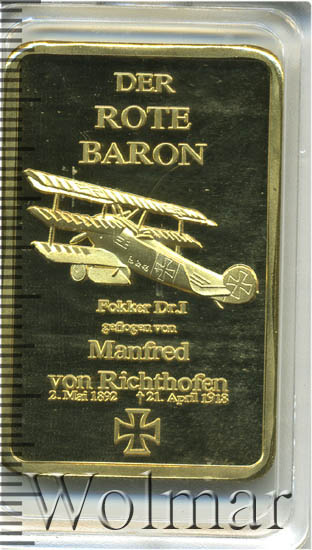 DER
ROTE
BARON
Fokker Dr.I
geflogen von
Manfred
von Richthofen
2. Mai 1892 †21. April 1918
Wolmar